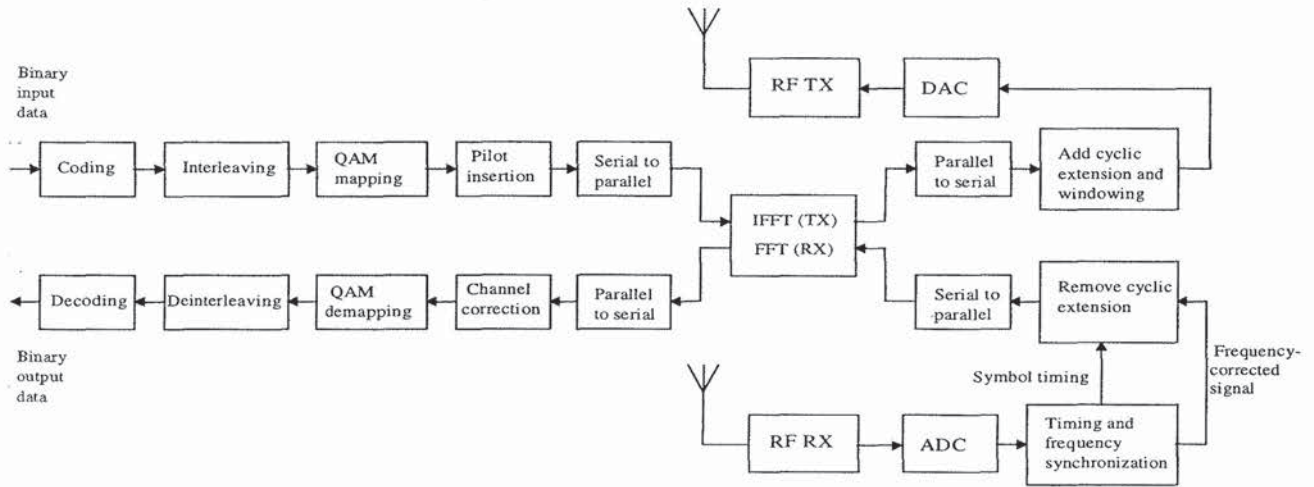 Binary
input
data
RF TX
DAC
Coding
Interleaving
QAM
mapping
Pilot
insertion
Serial to
parallel
Parallel
to serial
Add cyclic
extension and
windowing
IFFT (TX)
FFT (RX)
Decoding
Deinterleaving
QAM
demapping
Channel
correction
Parallel
to serial
Serial to
parallel
Remove cyclic
extension
Binary
output
data
Symbol timing
Frequency-
corrected
signal
RF RX
ADC
Timing and
frequency
synchronization